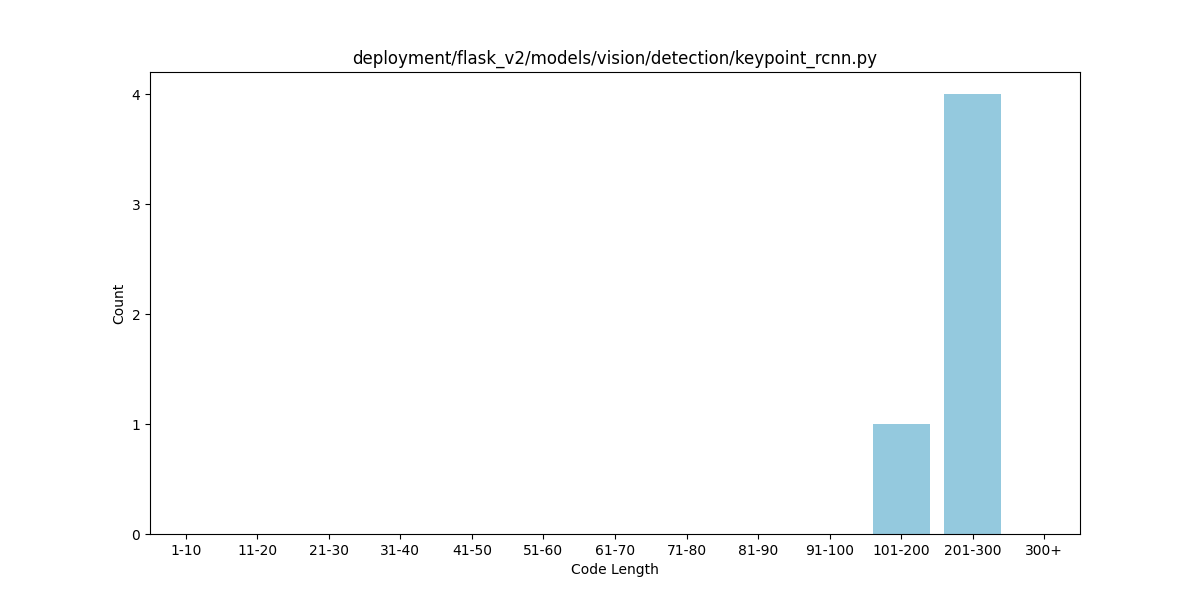 deployment/flask_v2/models/vision/detection/keypoint_rcnn.py
4
3
2
1
0
Count
1-10 11-20 21-30 31-40 41-50 51-60 61-70 71-80 81-90 91-100 101-200 201-300 300+
Code Length